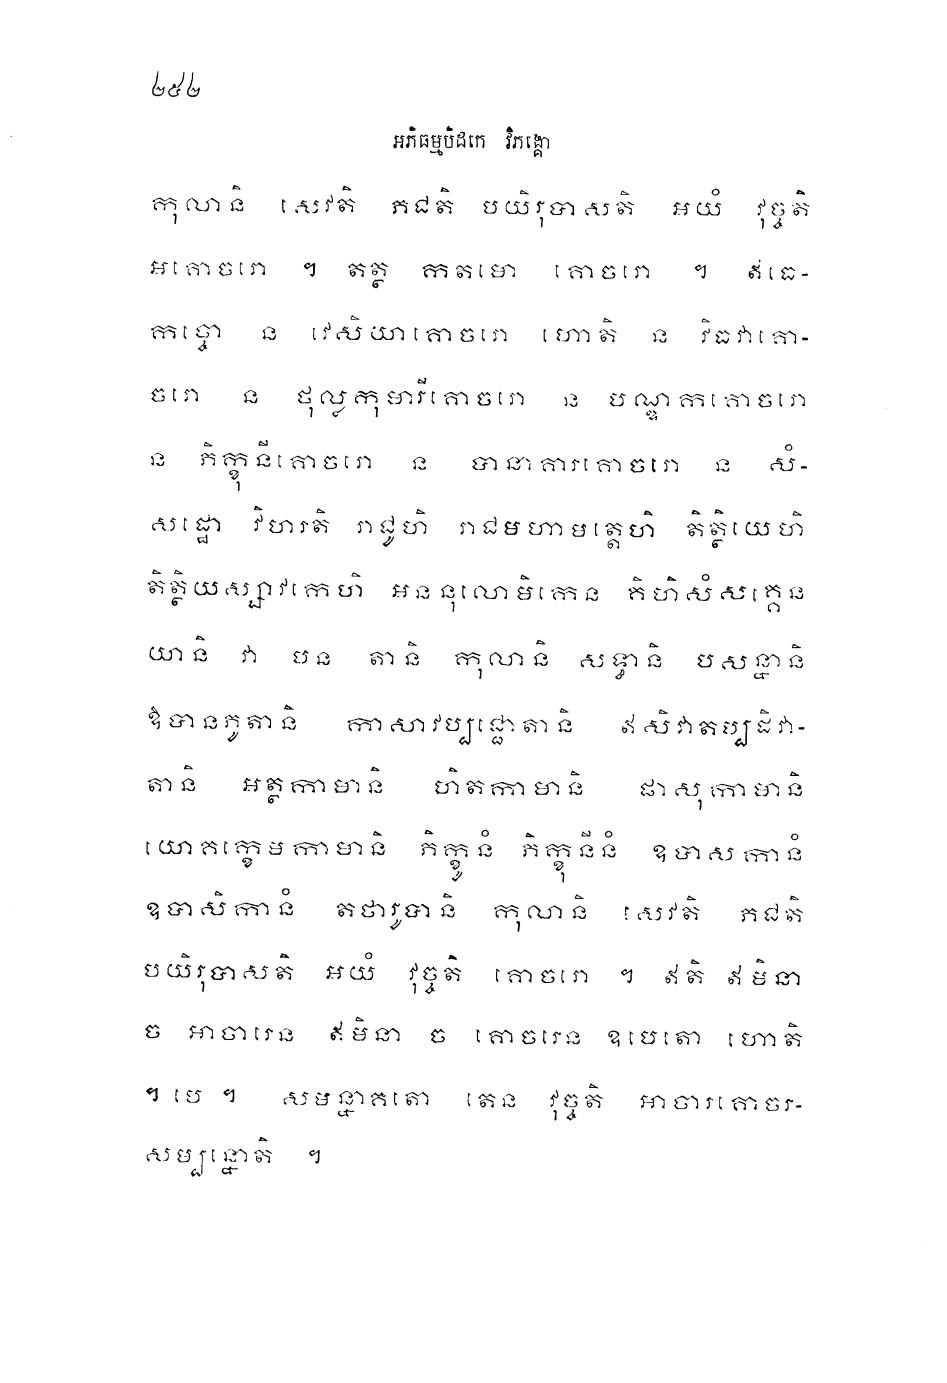 ២៥២
អភិធម្មបិដកេ វិភង្គោ
កុលានិ សេវតិ ភជតិ បយិរុបាសតិ អយំ វុច្ចតិ
អគោចរោ ។ តត្ថ កតមោ គោចរោ ។ ឥធេ-
កច្ចោ ន វេសិយាគោចរោ ហោតិ ន វិធវាគោ-
ចរោ ន ថុល្លកុមារីគោចរោ ន បណ្ឌកគោចរោ
ន ភិក្ខុនីគោចរោ ន បានាគារគោចរោ ន សំ-
សដ្ឋោ វិហរតិ រាជូហិ រាជមហាមត្តេហិ តិត្ថិយេហិ
តិត្ថិយស្សាវកេហិ អននុលោមិកេន គិហិសំសគ្គេន
យានិ វា បន តានិ កុលានិ សទ្ធានិ បសន្នានិ
ឱបានភូតានិ កាសាវប្បជ្ជោតានិ ឥសិវាតប្បដិវា-
តានិ អត្ថកាមានិ ហិតកាមានិ ផាសុកាមានិ
យោគក្ខេមកាមានិ ភិក្ខូនំ ភិក្ខុនីនំ ឧបាសកានំ
ឧបាសិកានំ តថារូបានិ កុលានិ សេវតិ ភជតិ
បយិរុបាសតិ អយំ វុច្ចតិ គោចរោ ។ ឥតិ ឥមិនា
ច អាចារេន ឥមិនា ច គោចរេន ឧបេតោ ហោតិ
។ បេ ។ សមន្នាគតោ តេន វុច្ចតិ អាចារគោចរ-
សម្បន្នោតិ ។